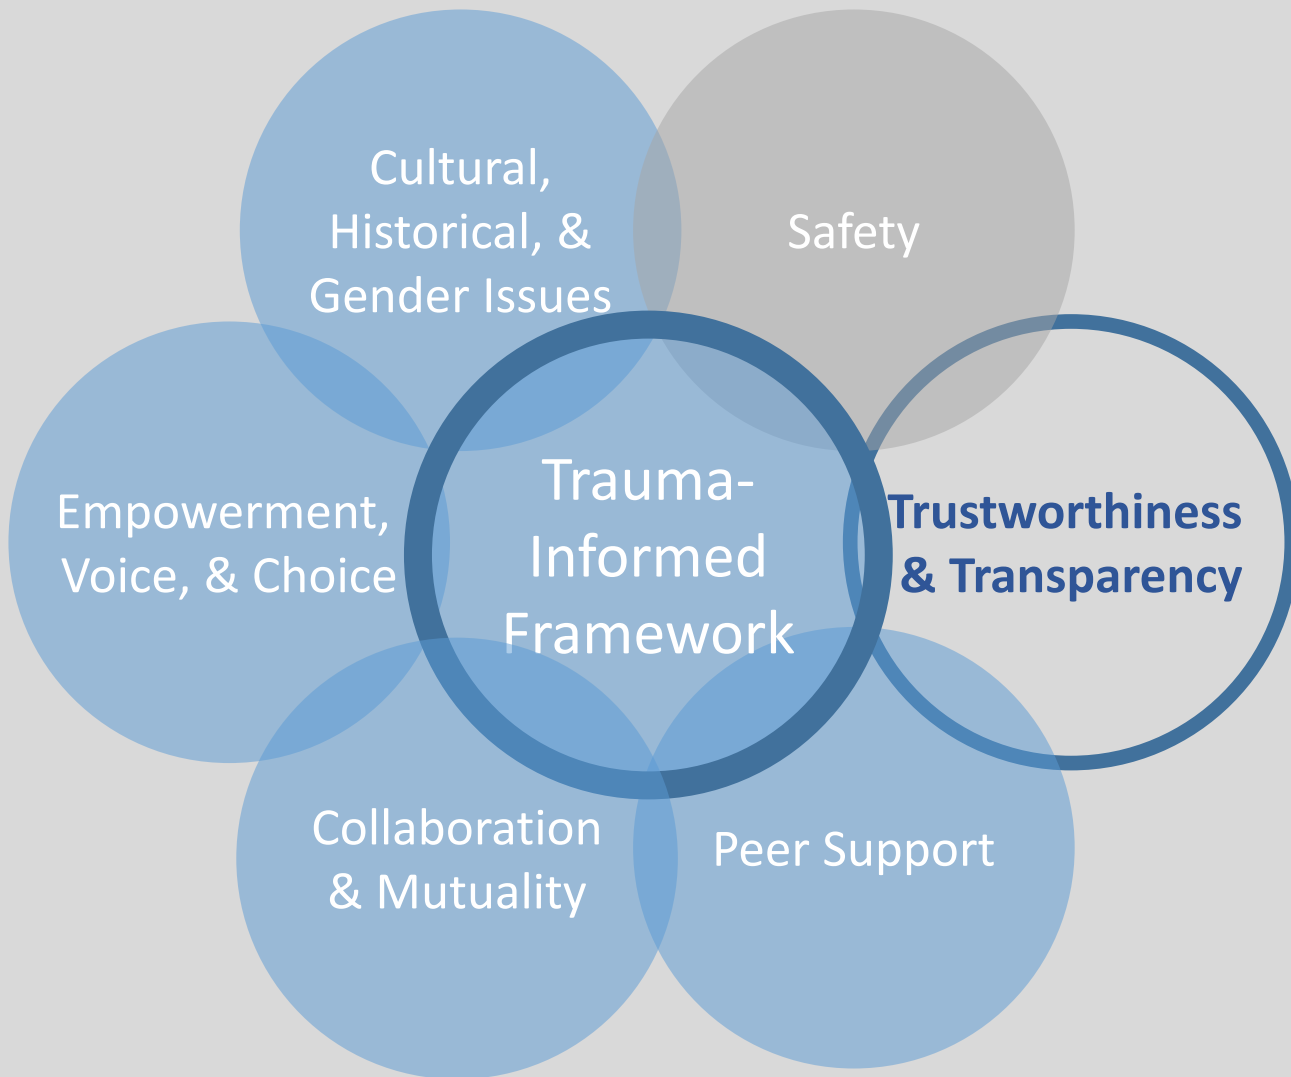 Cultural,
Historical, &
Gender Issues
Safety
Empowerment,
Voice, & Choice
Trauma-
Informed
Framework
Trustworthiness
& Transparency
Collaboration
& Mutuality
Peer Support